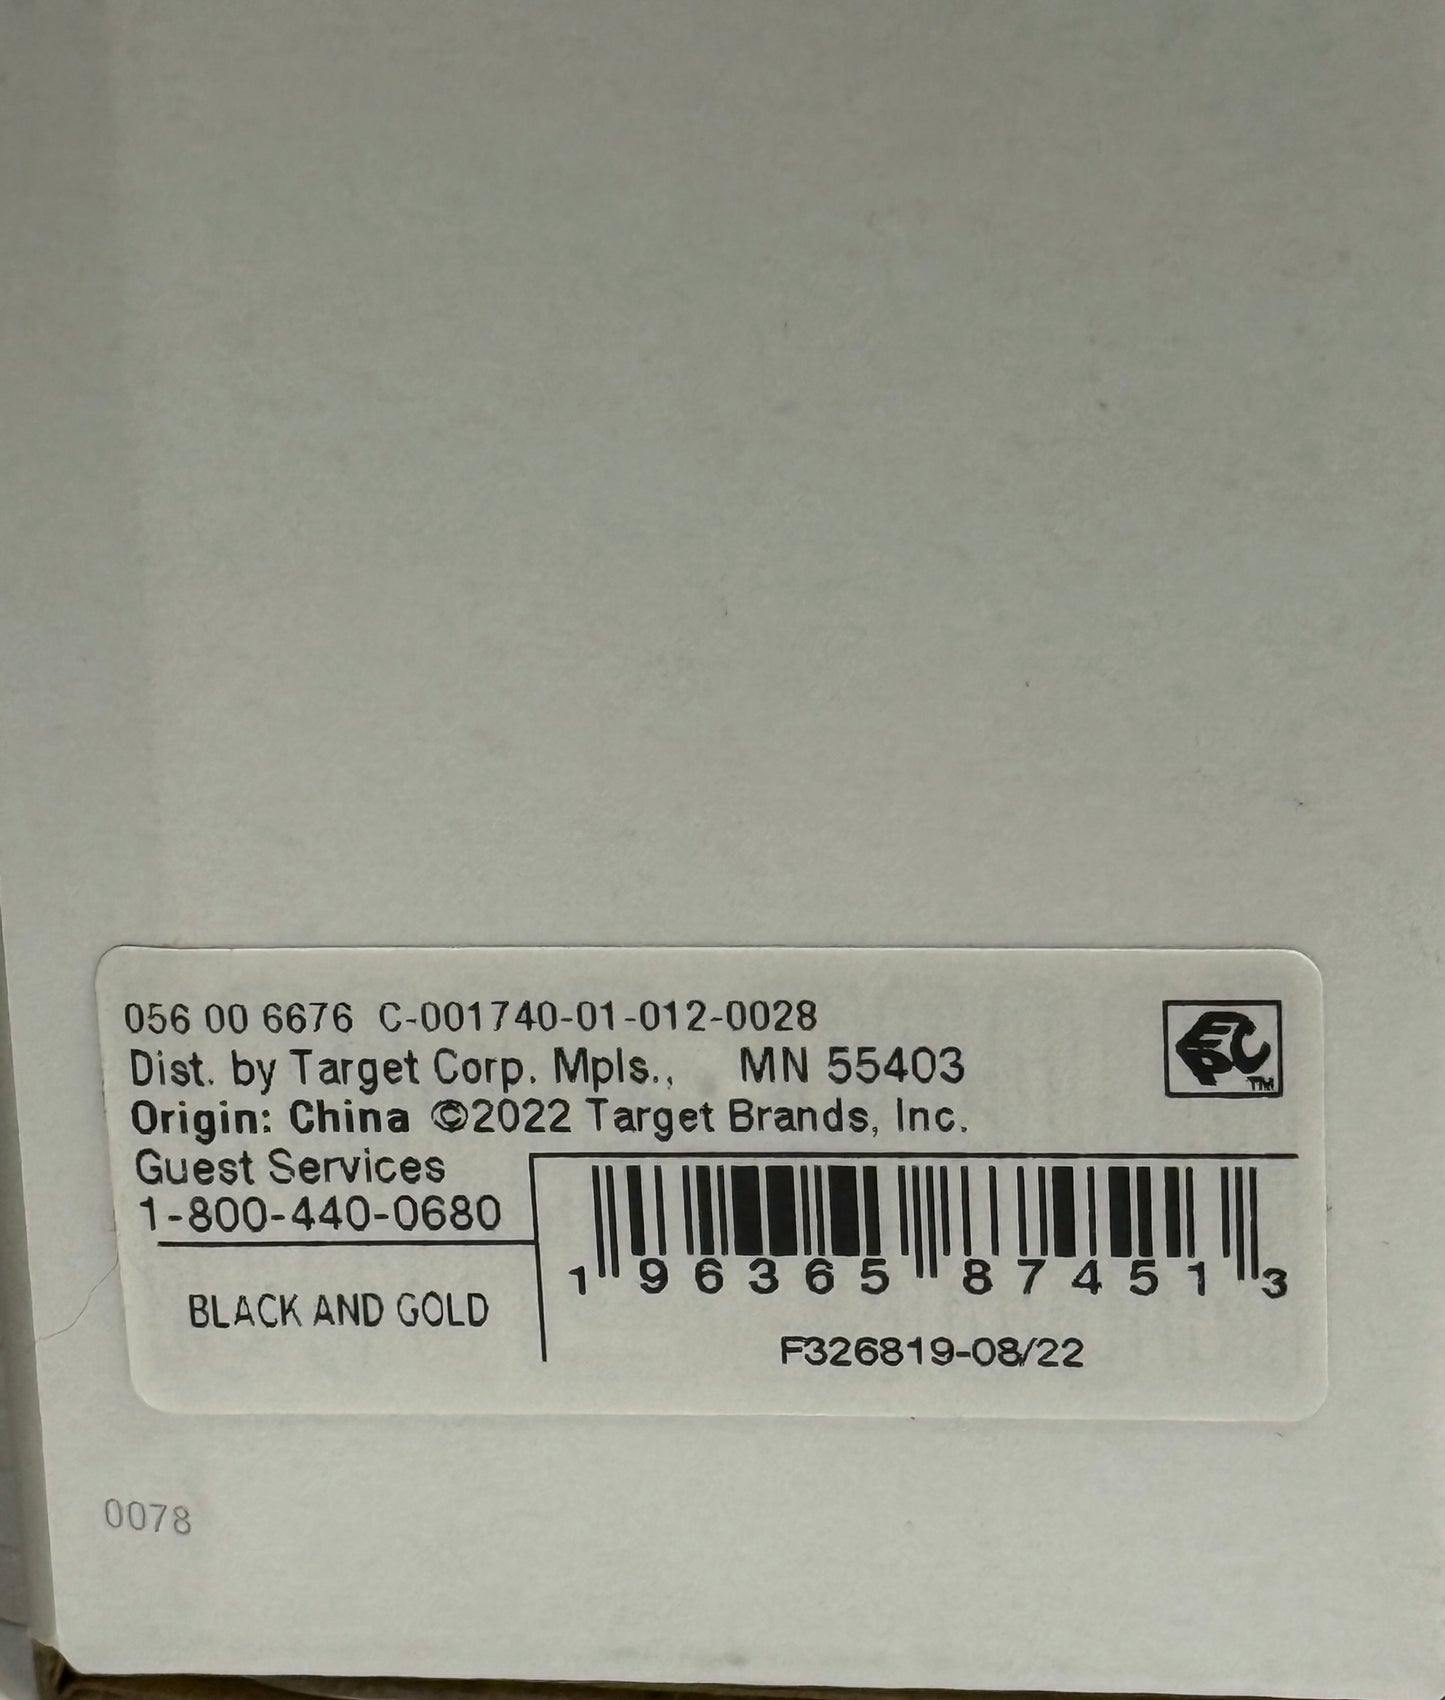 056 00 6676 C-001740-01-012-0028
Dist. by Target Corp. Mpls., MN 55403
Origin: China ©2022 Target Brands, Inc.
Guest Services
1-800-440-0680
BLACK AND GOLD
1 96365 87451 3
F326819-08/22
EPC™
0078